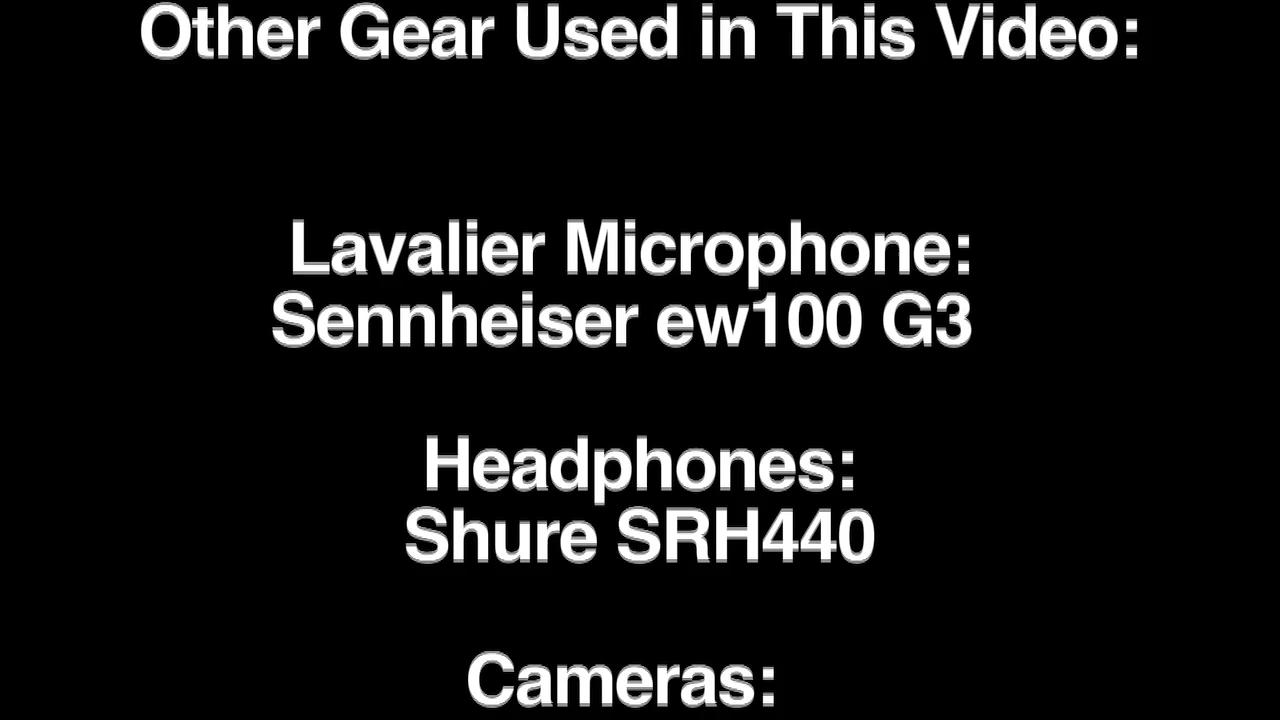 Other Gear Used in This Video:
Lavalier Microphone:
Sennheiser ew100 G3
Headphones:
Shure SRH440
Cameras: